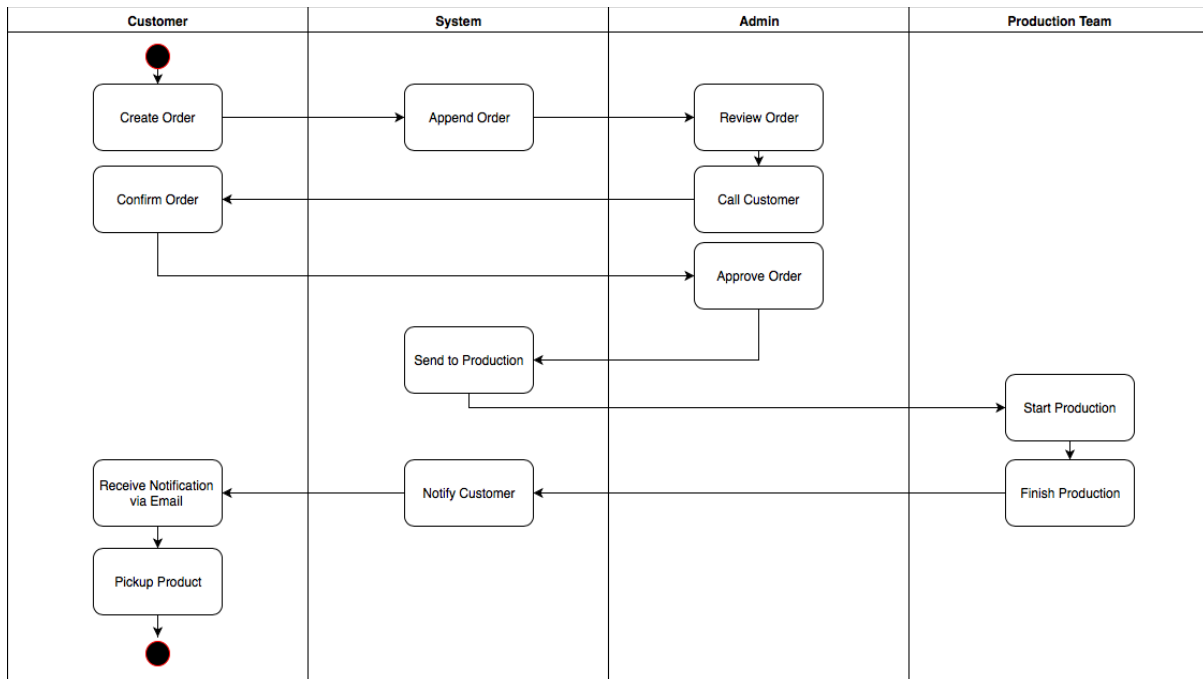 Customer
System
Admin
Production Team
Create Order
Append Order
Review Order
Confirm Order
Call Customer
Approve Order
Send to Production
Start Production
Receive Notification
via Email
Notify Customer
Finish Production
Pickup Product